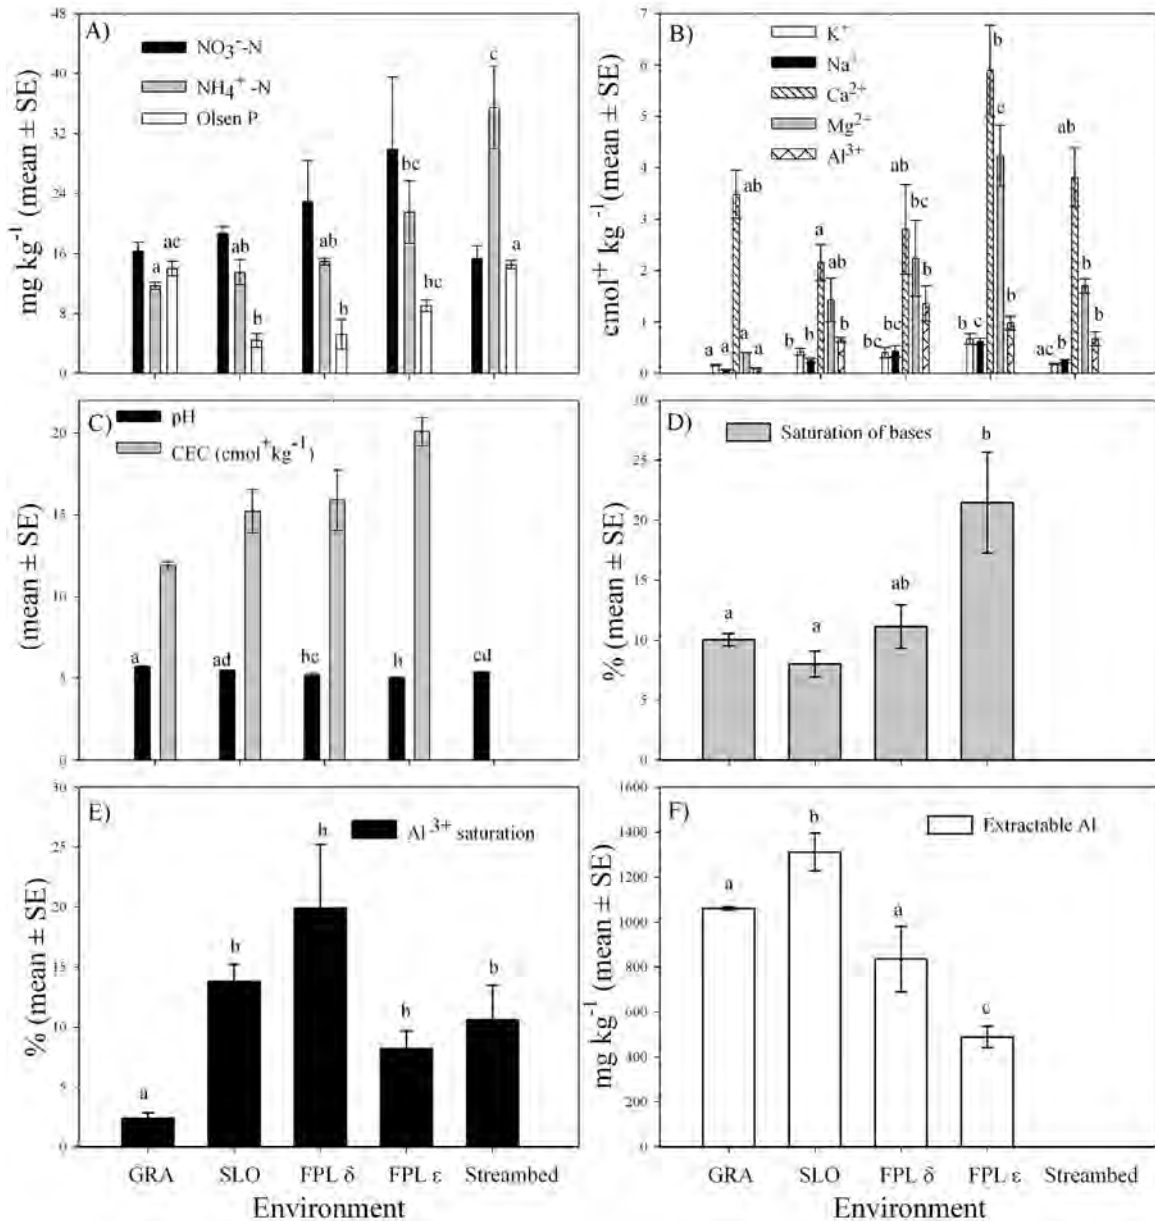 A)
NO₃⁻-N
NH₄⁺ -N
Olsen P
mg kg⁻¹ (mean ± SE)
48
40
32
24
16
8
0
a
ac
ab
b
ab
b
bc
bc
c
a
B)
K⁺
Na⁺
Ca²⁺
Mg²⁺
Al³⁺
cmol⁺ kg⁻¹ (mean ± SE)
7
6
5
4
3
2
1
0
a
a
ab
a
a
b
b
a
ab
b
bc
bc
ab
bc
b
b
c
b
c
b
ac
b
ab
b
b
C)
pH
CEC (cmol⁺kg⁻¹)
(mean ± SE)
20
15
10
5
0
a
ad
bc
b
cd
D)
Saturation of bases
% (mean ± SE)
30
25
20
15
10
5
0
a
a
ab
b
E)
Al³⁺ saturation
% (mean ± SE)
30
25
20
15
10
5
0
a
b
b
b
b
GRA SLO FPL δ FPL ε Streambed
Environment
F)
Extractable Al
mg kg⁻¹ (mean ± SE)
1600
1400
1200
1000
800
600
400
200
0
a
b
a
c
GRA SLO FPL δ FPL ε Streambed
Environment